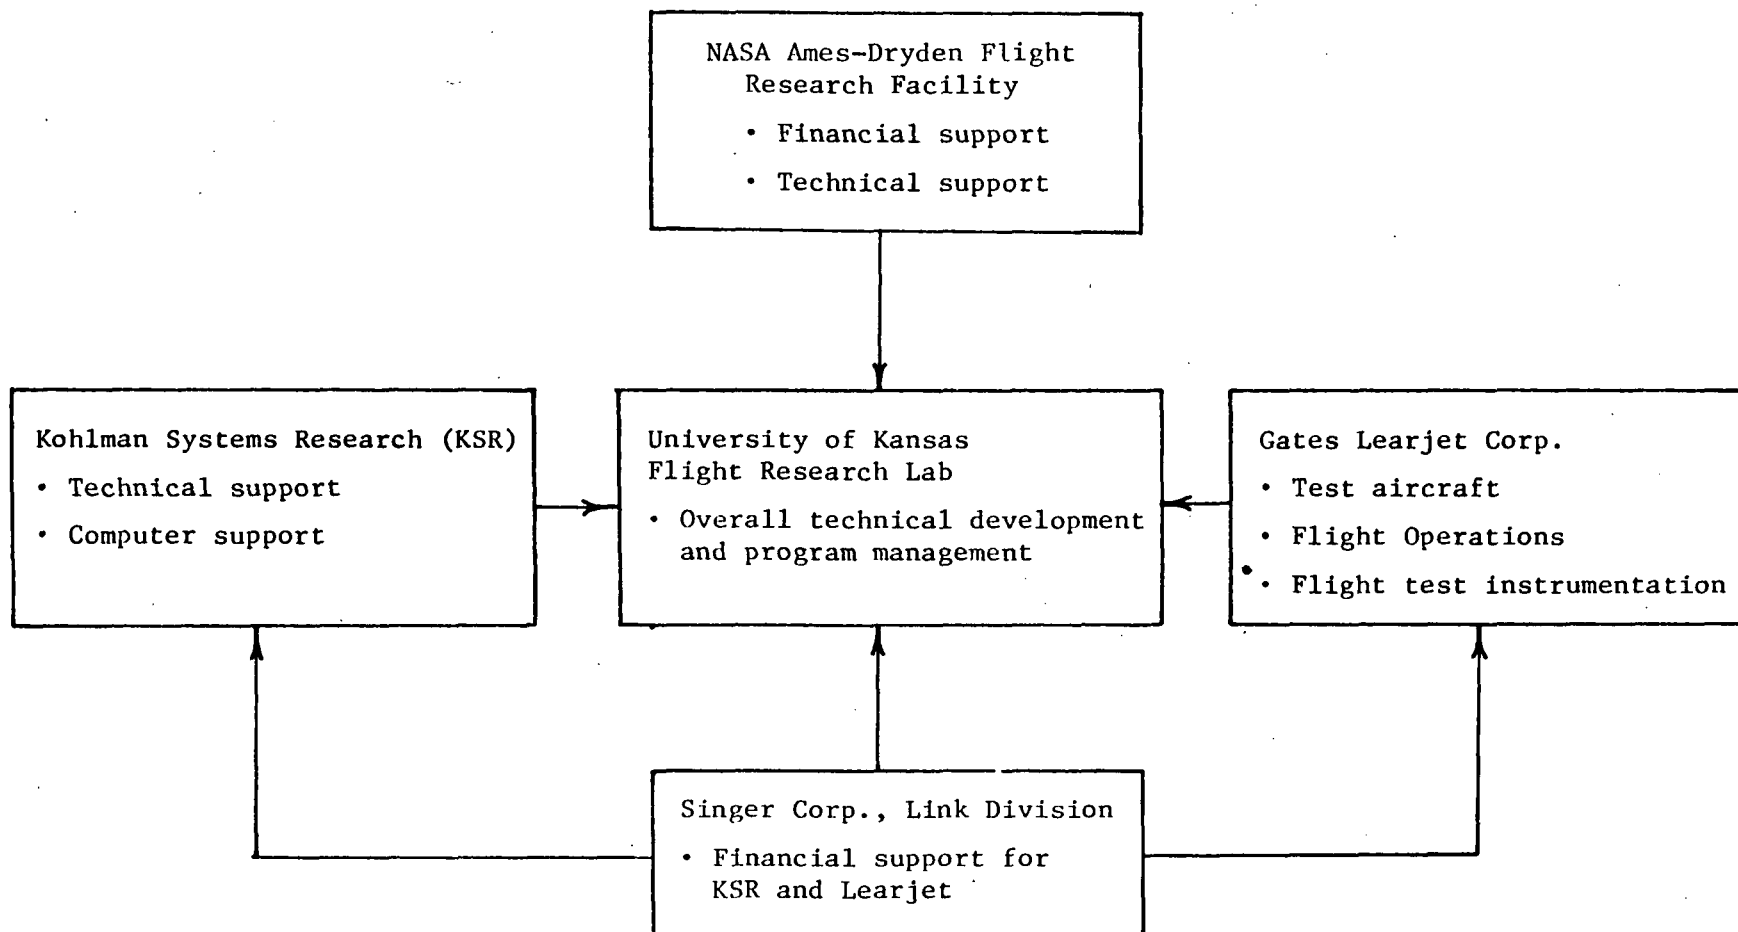 NASA Ames-Dryden Flight
Research Facility
• Financial support
• Technical support
Kohlman Systems Research (KSR)
• Technical support
• Computer support
University of Kansas
Flight Research Lab
• Overall technical development
and program management
Gates Learjet Corp.
• Test aircraft
• Flight Operations
• Flight test instrumentation
Singer Corp., Link Division
• Financial support for
KSR and Learjet